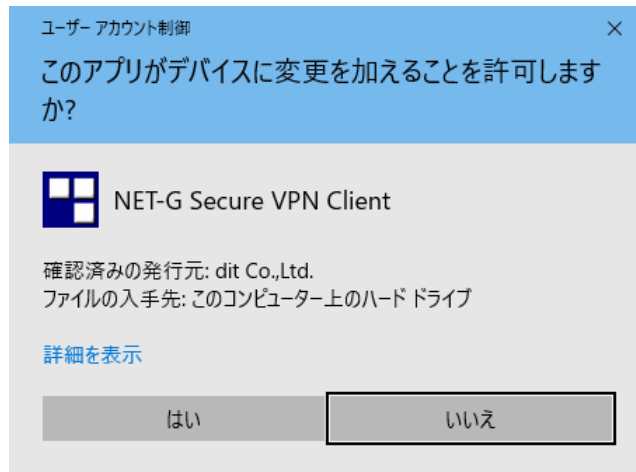 ユーザー アカウント制御
このアプリがデバイスに変更を加えることを許可します
か?
NET-G Secure VPN Client
確認済みの発行元: dit Co.,Ltd.
ファイルの入手先: このコンピューター上のハード ドライブ
詳細を表示
はい
いいえ